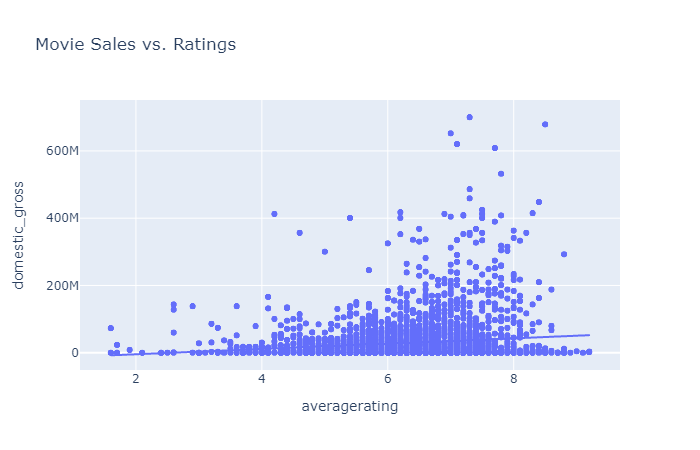 Movie Sales vs. Ratings
domestic_gross
600M
400M
200M
0
2
4
6
8
averagerating